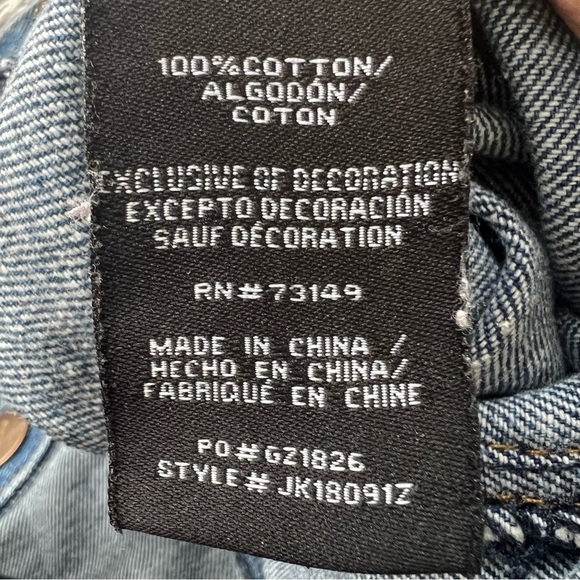 100%COTTON/
ALGODÓN/
COTON
EXCLUSIVE OF DECORATION
EXCEPTO DECORACIÓN
SAUF DÉCORATION
RN#73149
MADE IN CHINA /
HECHO EN CHINA/
FABRIQUÉ EN CHINE
PO#GZ1826
STYLE# JK18091Z